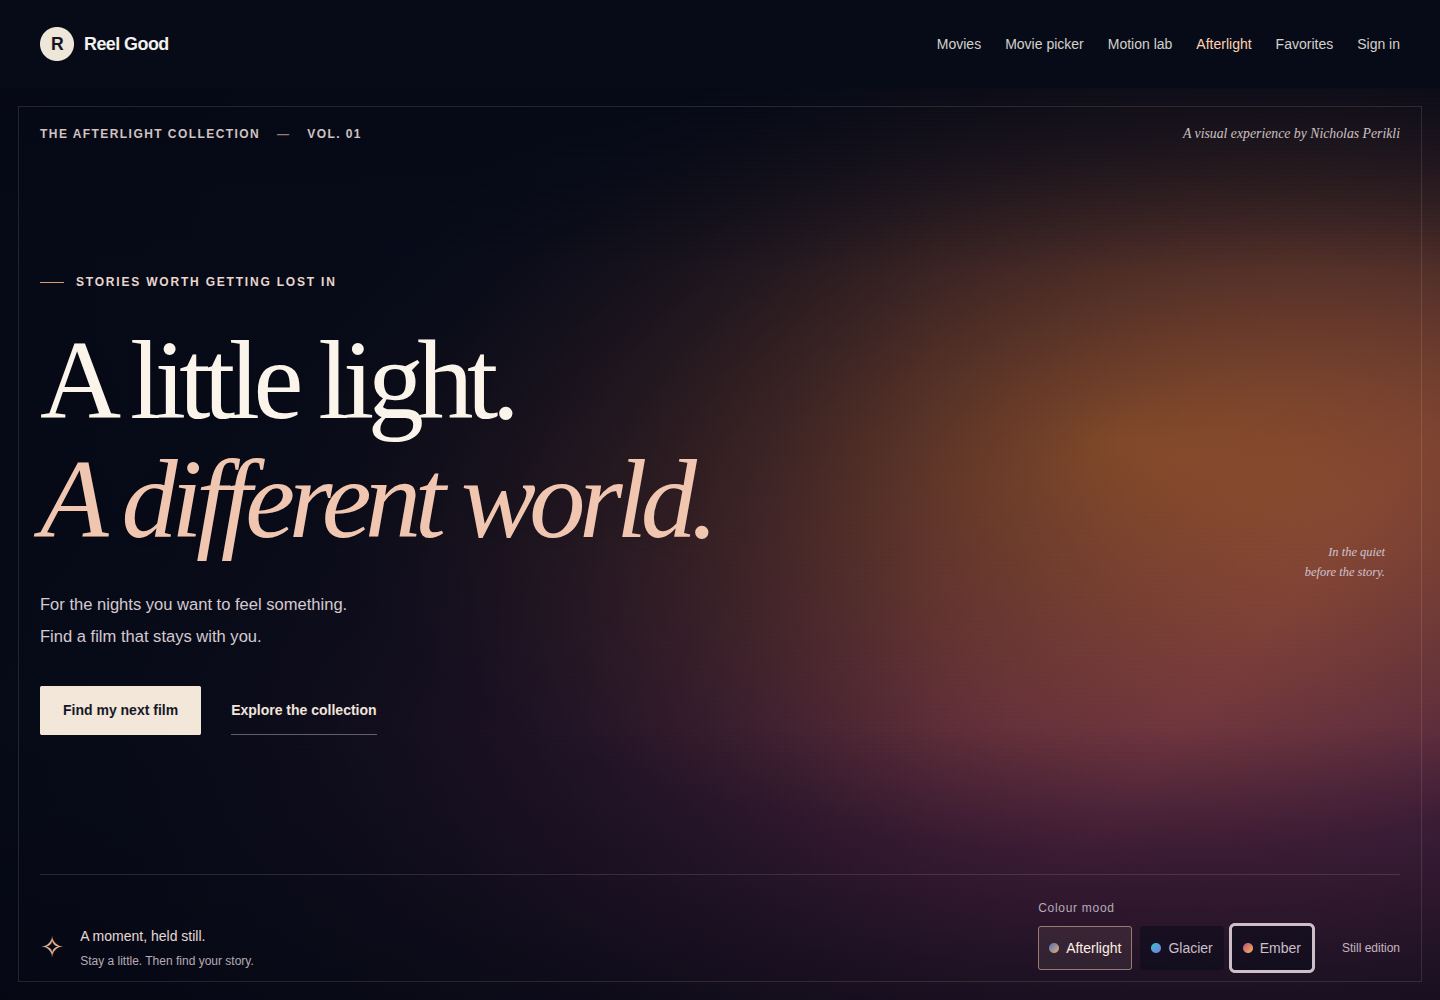 R Reel Good
Movies Movie picker Motion lab Afterlight Favorites Sign in
THE AFTERLIGHT COLLECTION — VOL. 01
A visual experience by Nicholas Perikli
STORIES WORTH GETTING LOST IN
A little light.
A different world.
In the quiet
before the story.
For the nights you want to feel something.
Find a film that stays with you.
Find my next film
Explore the collection
A moment, held still.
Stay a little. Then find your story.
Colour mood
Afterlight Glacier Ember
Still edition